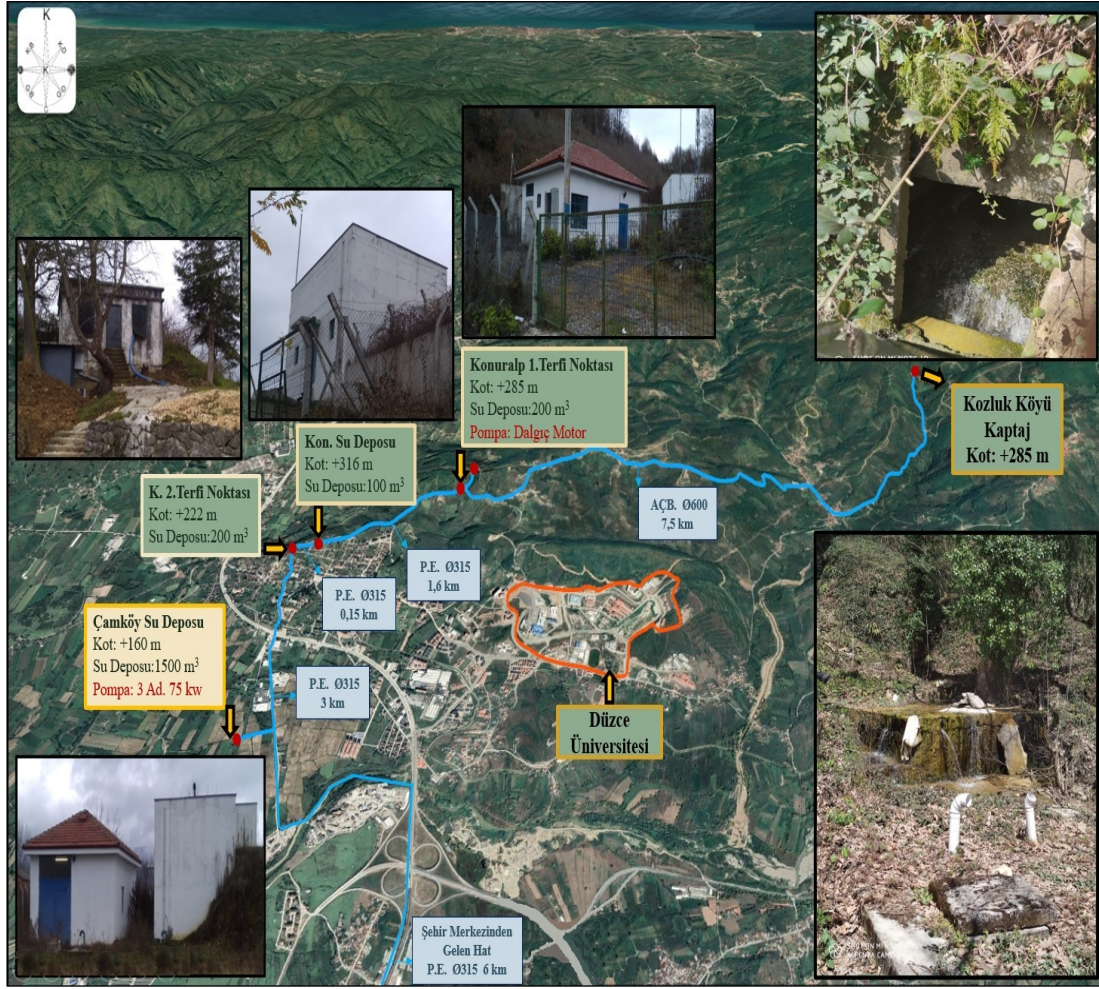 K
Konuralp 1.Terfi Noktası
Kot: +285 m
Su Deposu:200 m³
Pompa: Dalgıç Motor
Kozluk Köyü
Kaptaj
Kot: +285 m
Kon. Su Deposu
Kot: +316 m
Su Deposu:100 m³
K. 2.Terfi Noktası
Kot: +222 m
Su Deposu:200 m³
AÇB. Ø600
7,5 km
P.E. Ø315
1,6 km
P.E. Ø315
0,15 km
Çamköy Su Deposu
Kot: +160 m
Su Deposu:1500 m³
Pompa: 3 Ad. 75 kw
P.E. Ø315
3 km
Düzce
Üniversitesi
Şehir Merkezinden
Gelen Hat
P.E. Ø315 6 km